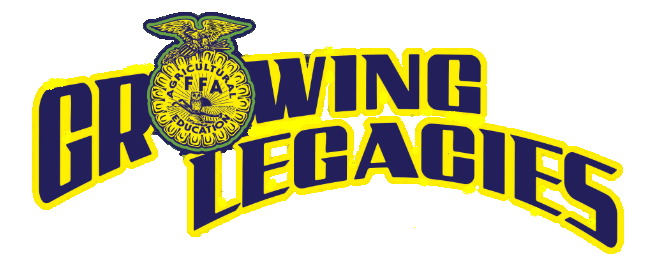 GROWING
AGRICULTURAL
FFA
EDUCATION
LEGACIES